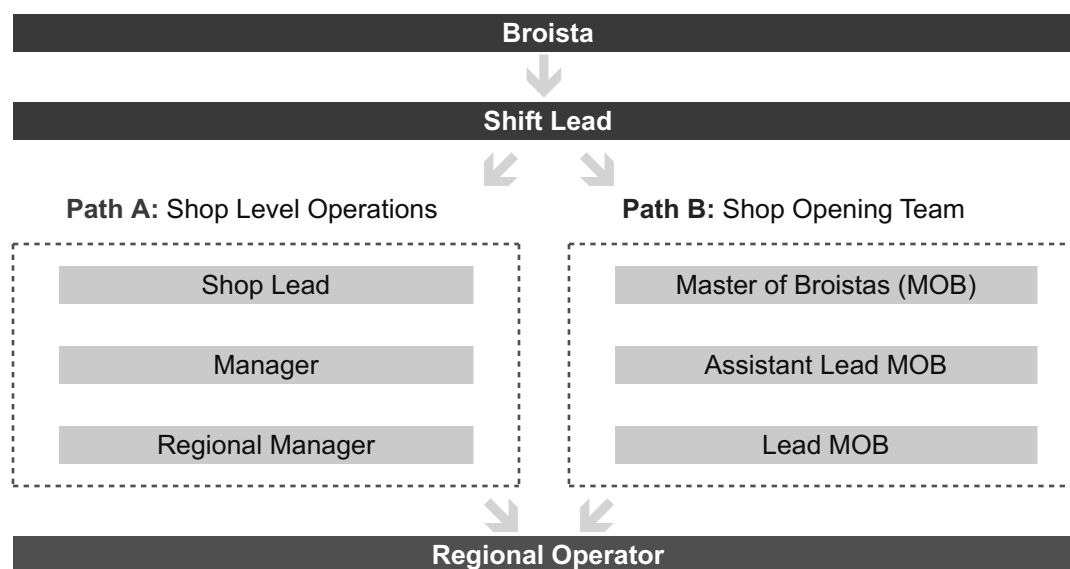 Broista
Shift Lead
Path A: Shop Level Operations
Shop Lead
Manager
Regional Manager
Path B: Shop Opening Team
Master of Broistas (MOB)
Assistant Lead MOB
Lead MOB
Regional Operator